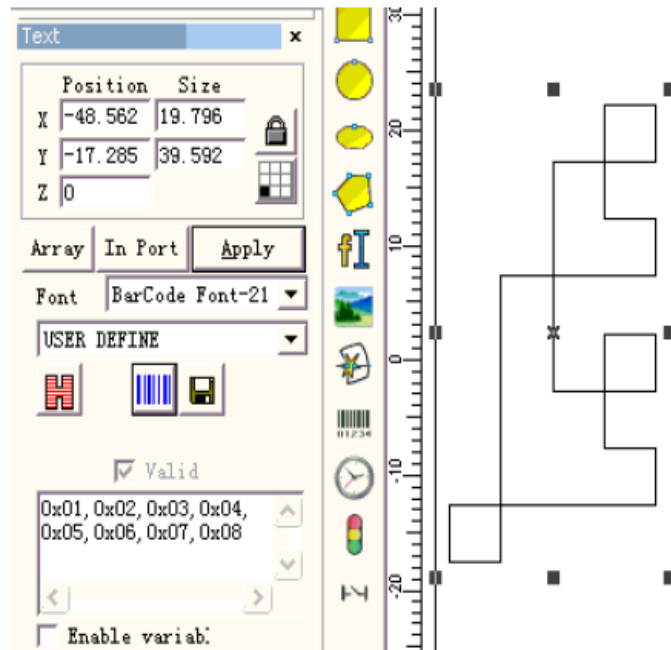 Text x
Position Size
X -48.562 19.796
Y -17.285 39.592
Z 0
Array In Port Apply
Font BarCode Font-21
USER DEFINE
H
Valid
0x01, 0x02, 0x03, 0x04,
0x05, 0x06, 0x07, 0x08
Enable variab:
fI
01234
30
20
10
0
-10
-20